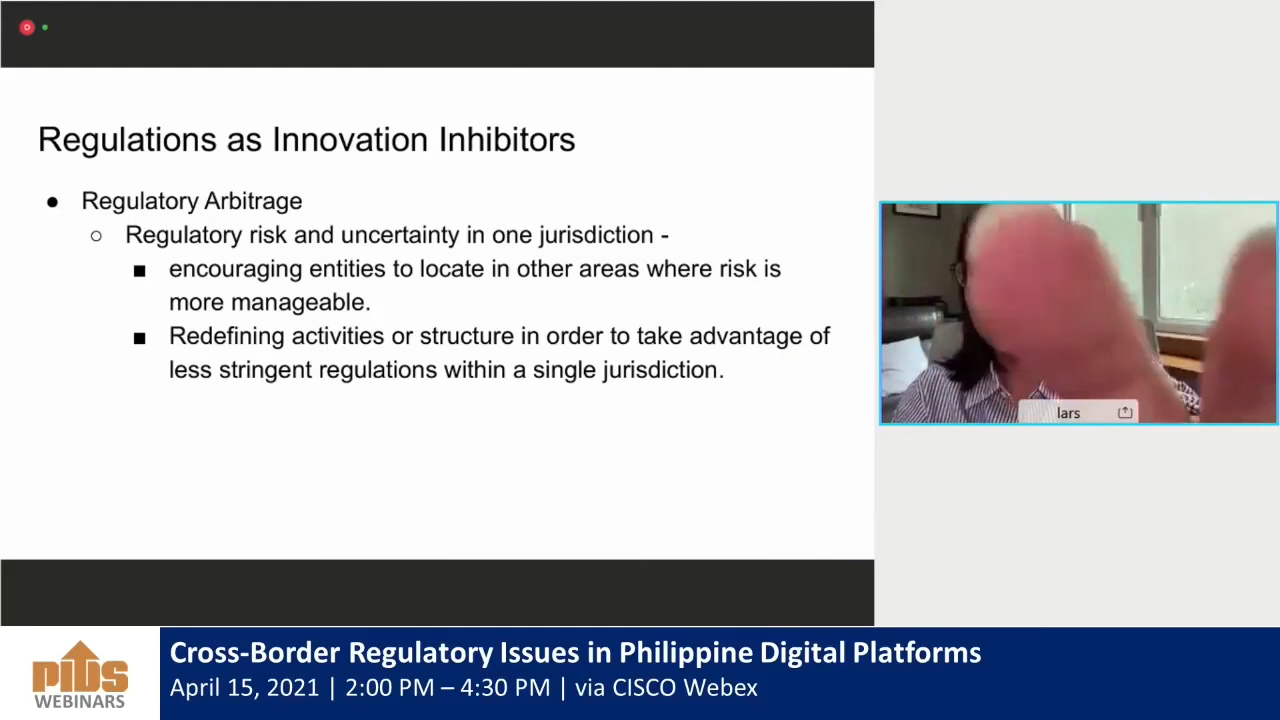 Regulations as Innovation Inhibitors
● Regulatory Arbitrage
○ Regulatory risk and uncertainty in one jurisdiction -
■ encouraging entities to locate in other areas where risk is
more manageable.
■ Redefining activities or structure in order to take advantage of
less stringent regulations within a single jurisdiction.
lars
PIDS
WEBINARS
Cross-Border Regulatory Issues in Philippine Digital Platforms
April 15, 2021 | 2:00 PM – 4:30 PM | via CISCO Webex